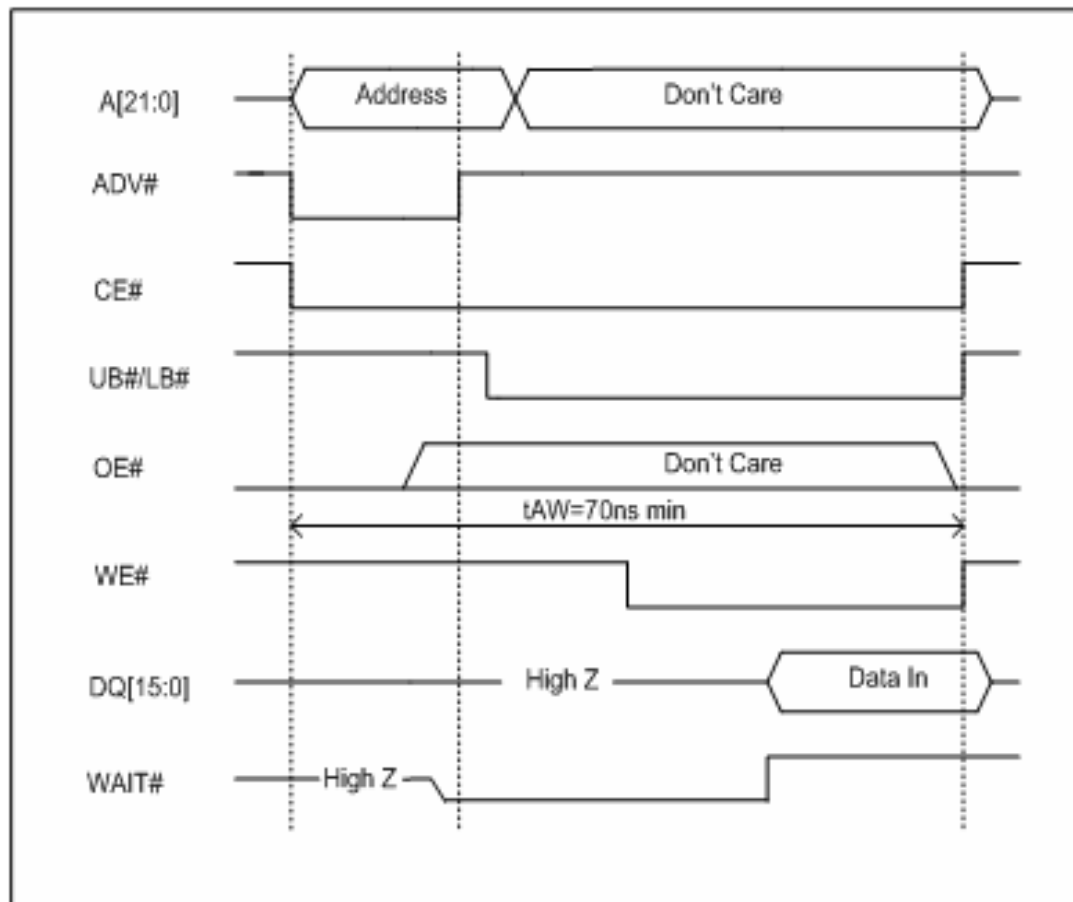 A[21:0] Address Don't Care
ADV#
CE#
UB#/LB#
OE# Don't Care
tAW=70ns min
WE#
DQ[15:0] High Z Data In
WAIT# High Z